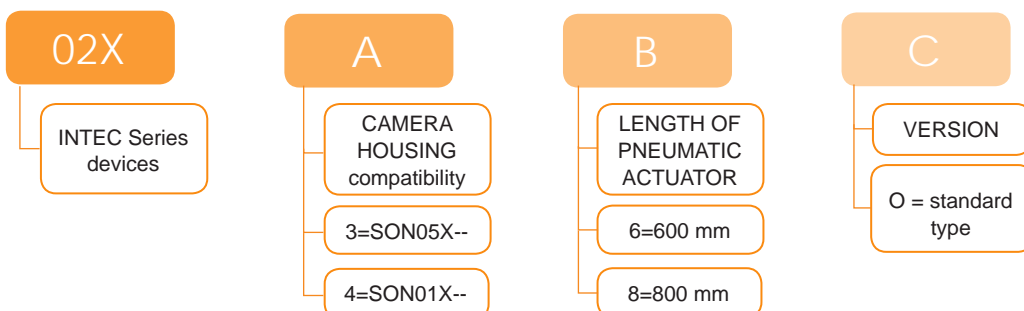 02X
INTEC Series
devices
A
CAMERA
HOUSING
compatibility
3=SON05X--
4=SON01X--
B
LENGTH OF
PNEUMATIC
ACTUATOR
6=600 mm
8=800 mm
C
VERSION
O = standard
type